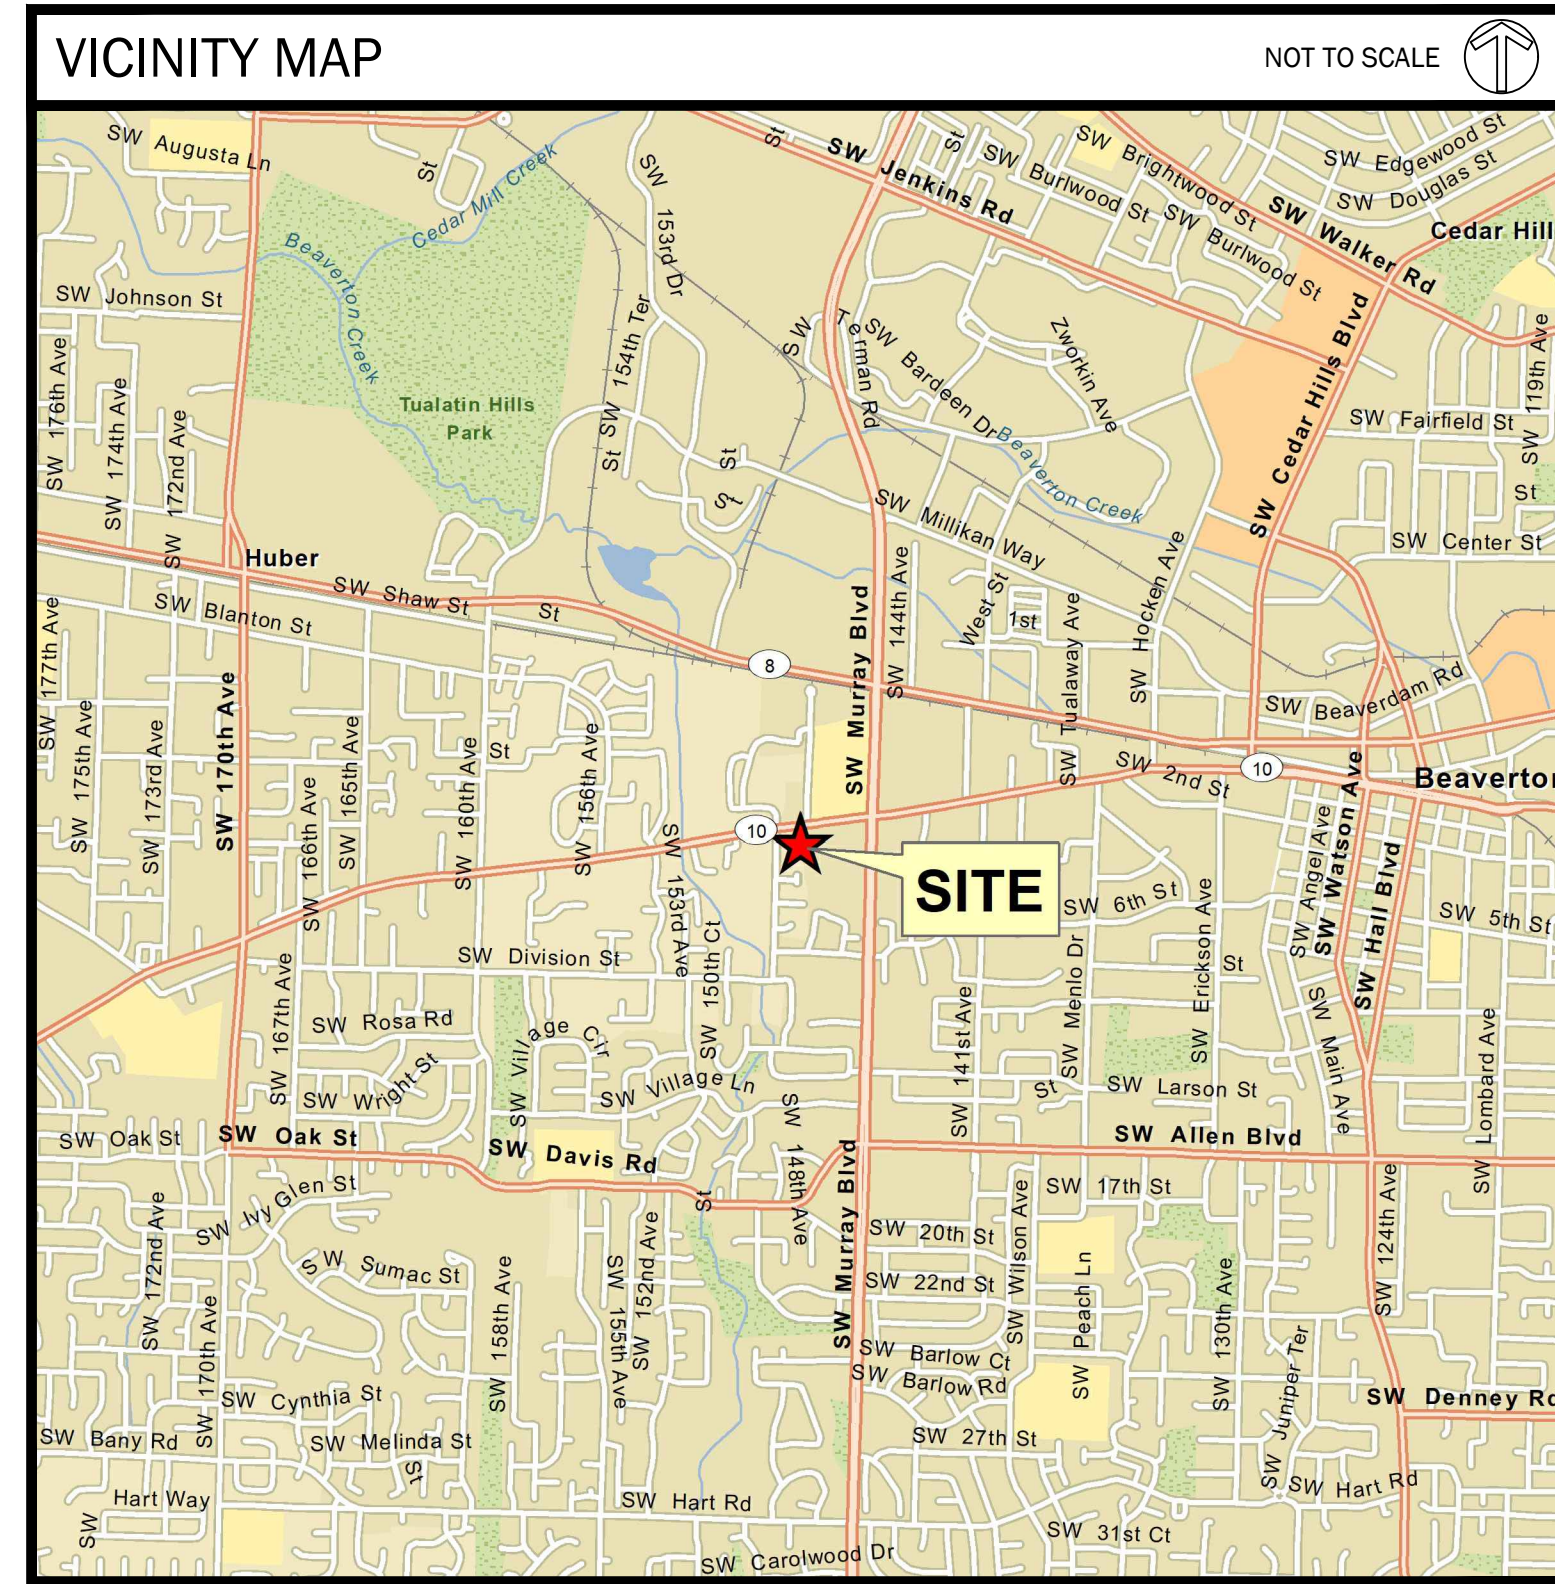 VICINITY MAP
NOT TO SCALE
SW Augusta Ln
St
Cedar Mill Creek
Beaverton Creek
SW 153rd Dr
St
SW Jenkins Rd
St
SW Burlwood St
SW Brightwood St
SW Burlwood St
SW Walker Rd
SW Edgewood St
SW Douglas St
Cedar Hill
SW Johnson St
SW 176th Ave
SW 174th Ave
SW 172nd Ave
Tualatin Hills
Park
SW 154th Ter
St
St
St
SW Terman Rd
SW Bardeen Dr
Zworkin Ave
Beaverton Creek
SW Cedar Hills Blvd
SW 119th Ave
SW Fairfield St
St
SW Center St
SW Millikan Way
Huber
SW Shaw St
St
SW Blanton St
SW 177th Ave
SW 175th Ave
SW 173rd Ave
SW 170th Ave
8
SW Murray Blvd
SW 144th Ave
West St
1st
SW Tualaway Ave
SW Hocken Ave
SW Beaverdam Rd
SW 166th Ave
SW 165th Ave
SW 160th Ave
St
SW 156th Ave
SW 153rd Ave
10
SITE
SW 2nd St
10
Beaverto
SW Angel Ave
SW Watson Ave
SW Hall Blvd
SW 5th St
SW 6th St
SW Menlo Dr
SW Erickson Ave
St
SW Division St
SW 150th Ct
SW 167th Ave
SW Rosa Rd
SW Village Cir
SW Wright St
SW Village Ln
SW 141st Ave
St
SW Larson St
SW Main Ave
SW Lombard Ave
SW Oak St
SW Oak St
SW Davis Rd
SW 148th Ave
St
SW Murray Blvd
SW Allen Blvd
SW Ivy Glen St
SW 172nd Ave
SW Sumac St
SW 170th Ave
SW 158th Ave
SW 155th Ave
SW 152nd Ave
SW 17th St
SW 20th St
SW 22nd St
SW Wilson Ave
SW Peach Ln
SW 130th Ave
SW 124th Ave
SW Barlow Ct
SW Barlow Rd
SW Juniper Ter
SW Denney Rd
SW Cynthia St
SW Bany Rd
SW Melinda St
St
SW 27th St
Hart Way
SW
SW Hart Rd
SW Hart Rd
SW 31st Ct
SW Carolwood Dr